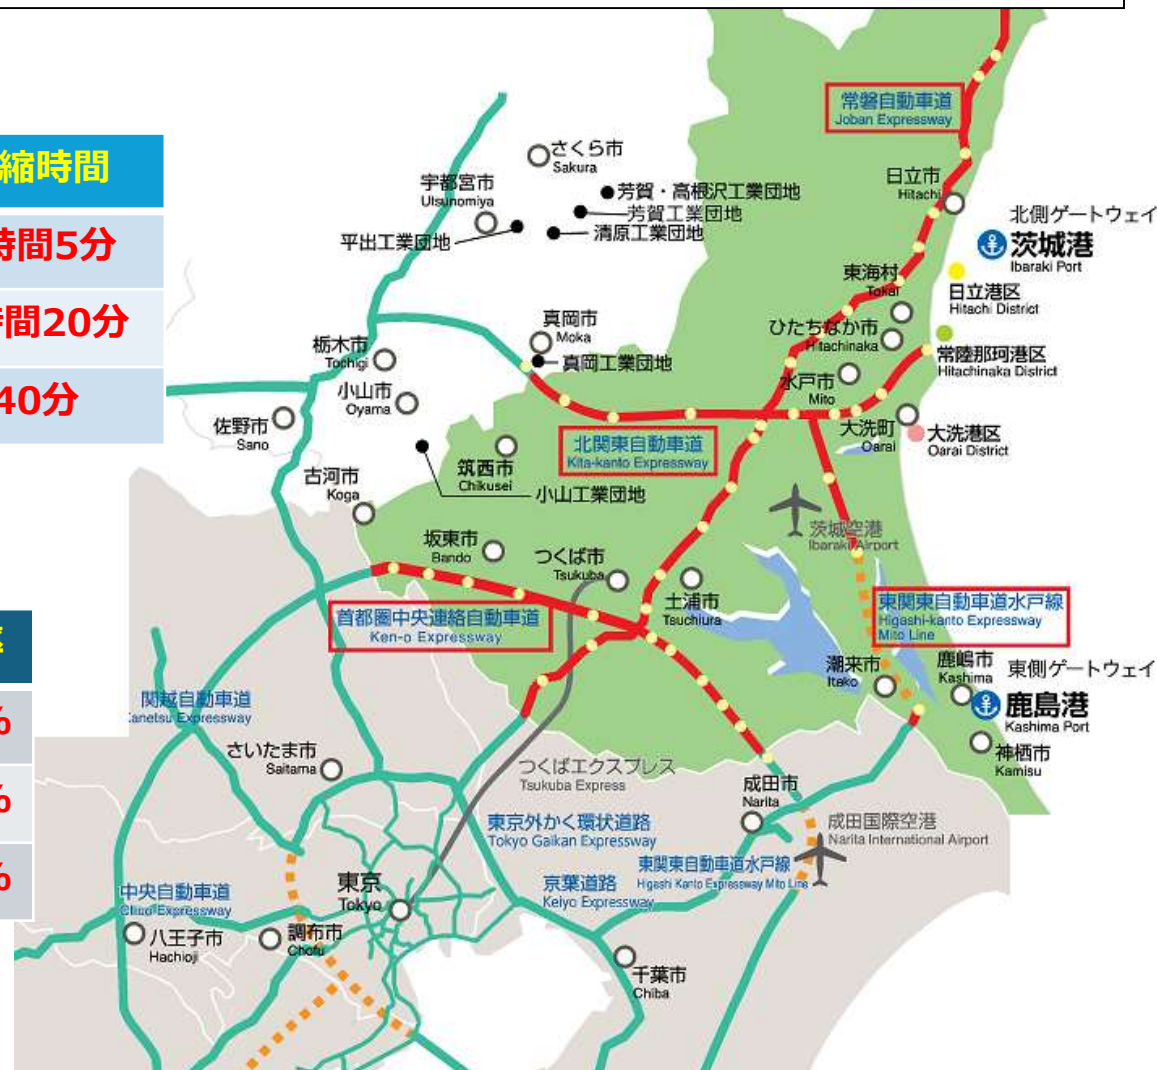 縮時間
時間5分
時間20分
40分
%
%
%
常磐自動車道
Joban Expressway
さくら市
Sakura
宇都宮市
Utsunomiya
芳賀・高根沢工業団地
芳賀工業団地
清原工業団地
平出工業団地
日立市
Hitachi
北側ゲートウェイ
茨城港
Ibaraki Port
東海村
Tokai
日立港区
Hitachi District
ひたちなか市
Hitachinaka
真岡市
Moka
真岡工業団地
栃木市
Tochigi
小山市
Oyama
常陸那珂港区
Hitachinaka District
水戸市
Mito
佐野市
Sano
大洗町
Oarai
大洗港区
Oarai District
北関東自動車道
Kita-kanto Expressway
筑西市
Chikusei
小山工業団地
古河市
Koga
坂東市
Bando
つくば市
Tsukuba
茨城空港
Ibaraki Airport
土浦市
Tsuchiura
首都圏中央連絡自動車道
Ken-o Expressway
東関東自動車道水戸線
Higashi-kanto Expressway
Mito Line
潮来市
Itako
鹿嶋市
Kashima
東側ゲートウェイ
鹿島港
Kashima Port
神栖市
Kamisu
関越自動車道
Kanetsu Expressway
さいたま市
Saitama
つくばエクスプレス
Tsukuba Express
成田市
Narita
東京外かく環状道路
Tokyo Gaikan Expressway
成田国際空港
Narita International Airport
東関東自動車道水戸線
Higashi Kanto Expressway Mito Line
京葉道路
Keiyo Expressway
東京
Tokyo
中央自動車道
Chuo Expressway
八王子市
Hachioji
調布市
Chofu
千葉市
Chiba